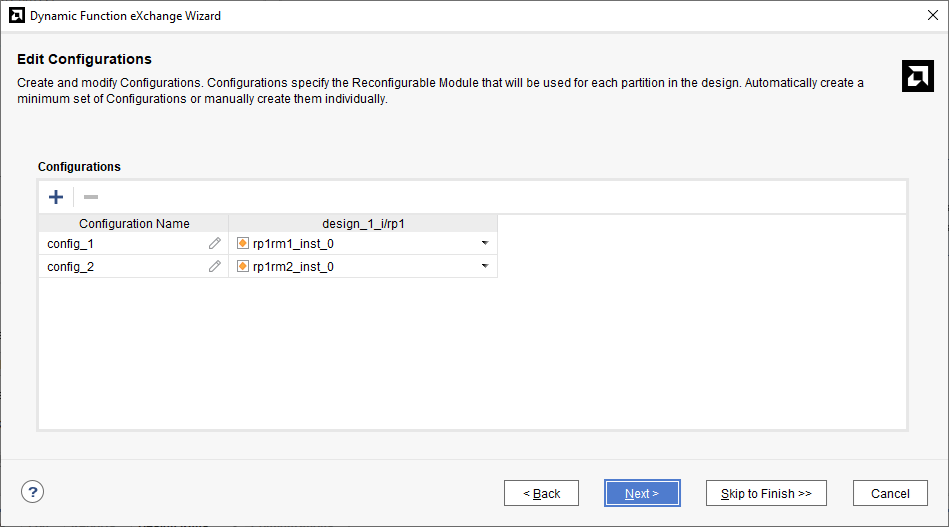 Dynamic Function eXchange Wizard
Edit Configurations
Create and modify Configurations. Configurations specify the Reconfigurable Module that will be used for each partition in the design. Automatically create a
minimum set of Configurations or manually create them individually.
Configurations
Configuration Name design_1_i/rp1
config_1 rp1rm1_inst_0
config_2 rp1rm2_inst_0
? < Back Next > Skip to Finish >> Cancel